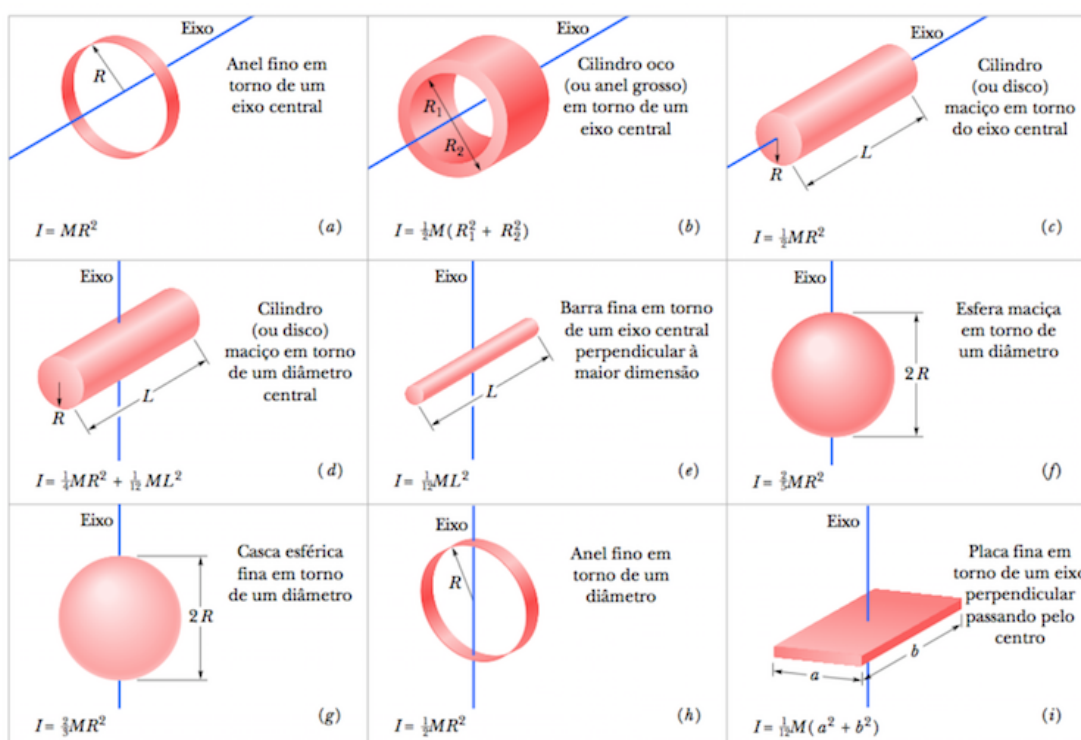 Eixo
Anel fino em
torno de um
eixo central
R
I = MR²
(a)
Eixo
Cilindro oco
(ou anel grosso)
em torno de um
eixo central
R₁
R₂
I = ½M(R₁² + R₂²)
(b)
Eixo
Cilindro
(ou disco)
maciço em torno
do eixo central
L
R
I = ½MR²
(c)
Eixo
Cilindro
(ou disco)
maciço em torno
de um diâmetro
central
L
R
I = ¼MR² + 1/12 ML²
(d)
Eixo
Barra fina em torno
de um eixo central
perpendicular à
maior dimensão
L
I = 1/12 ML²
(e)
Eixo
Esfera maciça
em torno de
um diâmetro
2R
I = ⅖MR²
(f)
Eixo
Casca esférica
fina em torno
de um diâmetro
2R
I = ⅔MR²
(g)
Eixo
Anel fino em
torno de um
diâmetro
R
I = ½MR²
(h)
Eixo
Placa fina em
torno de um eixo
perpendicular
passando pelo
centro
b
a
I = 1/12 M(a² + b²)
(i)